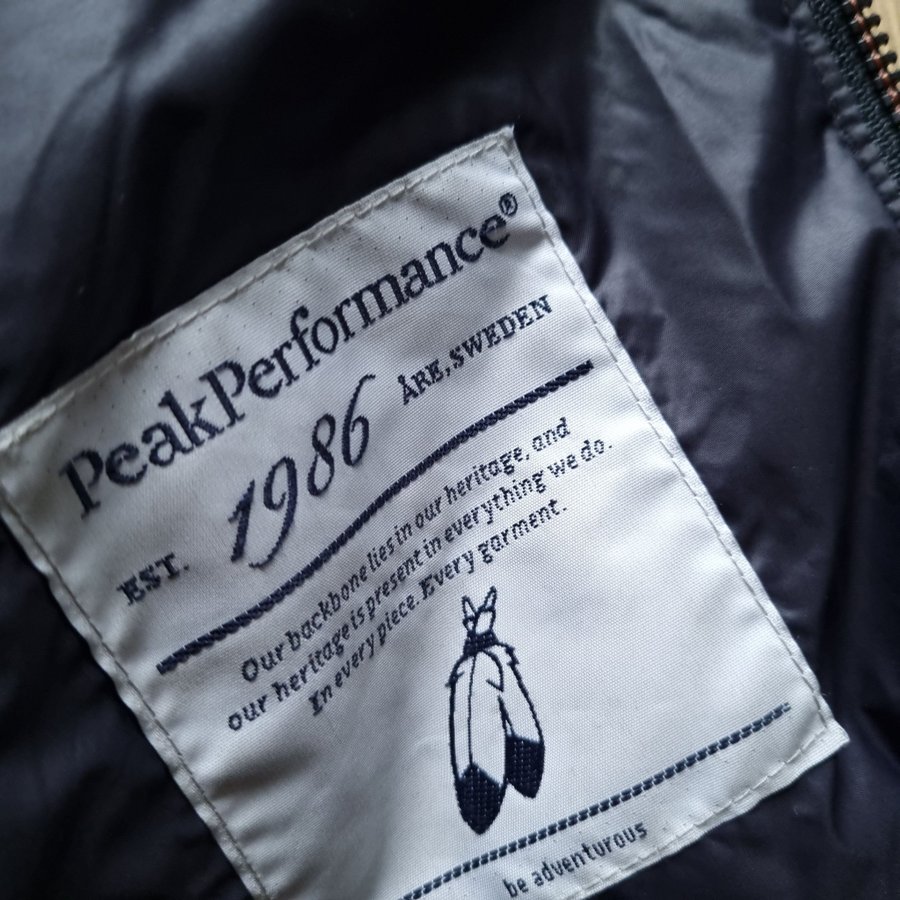 PeakPerformance®
EST. 1986 ÅRE, SWEDEN
Our backbone lies in our heritage, and
our heritage is present in everything we do.
In every piece. Every garment.
be adventurous